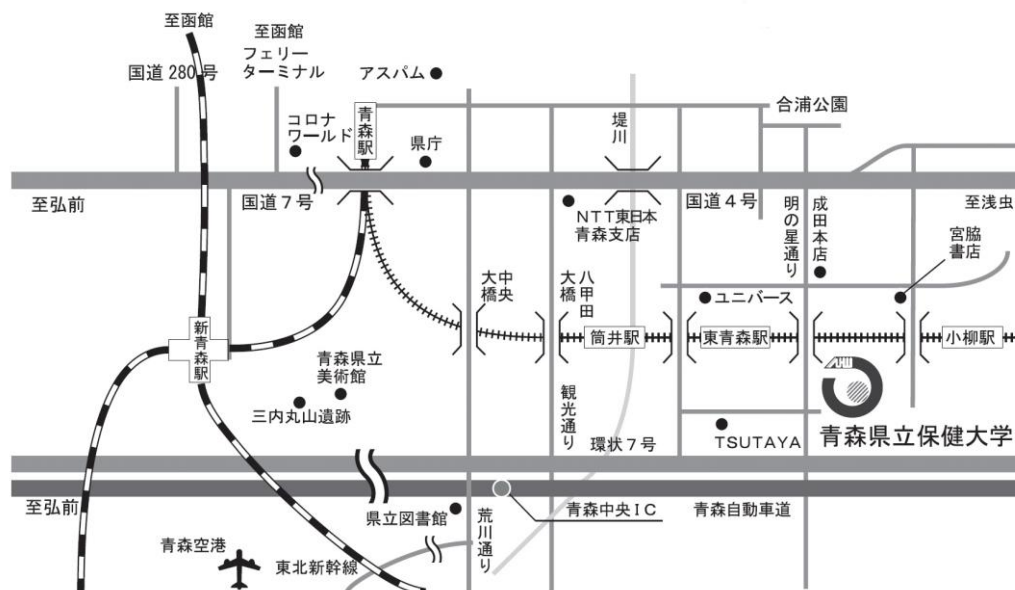 至函館
至函館
フェリー
ターミナル
国道 280 号
アスパム
青森駅
コロナ
ワールド
県庁
堤川
合浦公園
至弘前
国道７号
NTT東日本
青森支店
国道４号
明の星通り
成田本店
至浅虫
宮脇
書店
中央
大橋
八甲田
大橋
ユニバース
新青森駅
筒井駅
東青森駅
小柳駅
青森県立
美術館
三内丸山遺跡
観光通り
環状７号
TSUTAYA
青森県立保健大学
至弘前
県立図書館
荒川通り
青森中央ＩＣ
青森自動車道
青森空港
東北新幹線